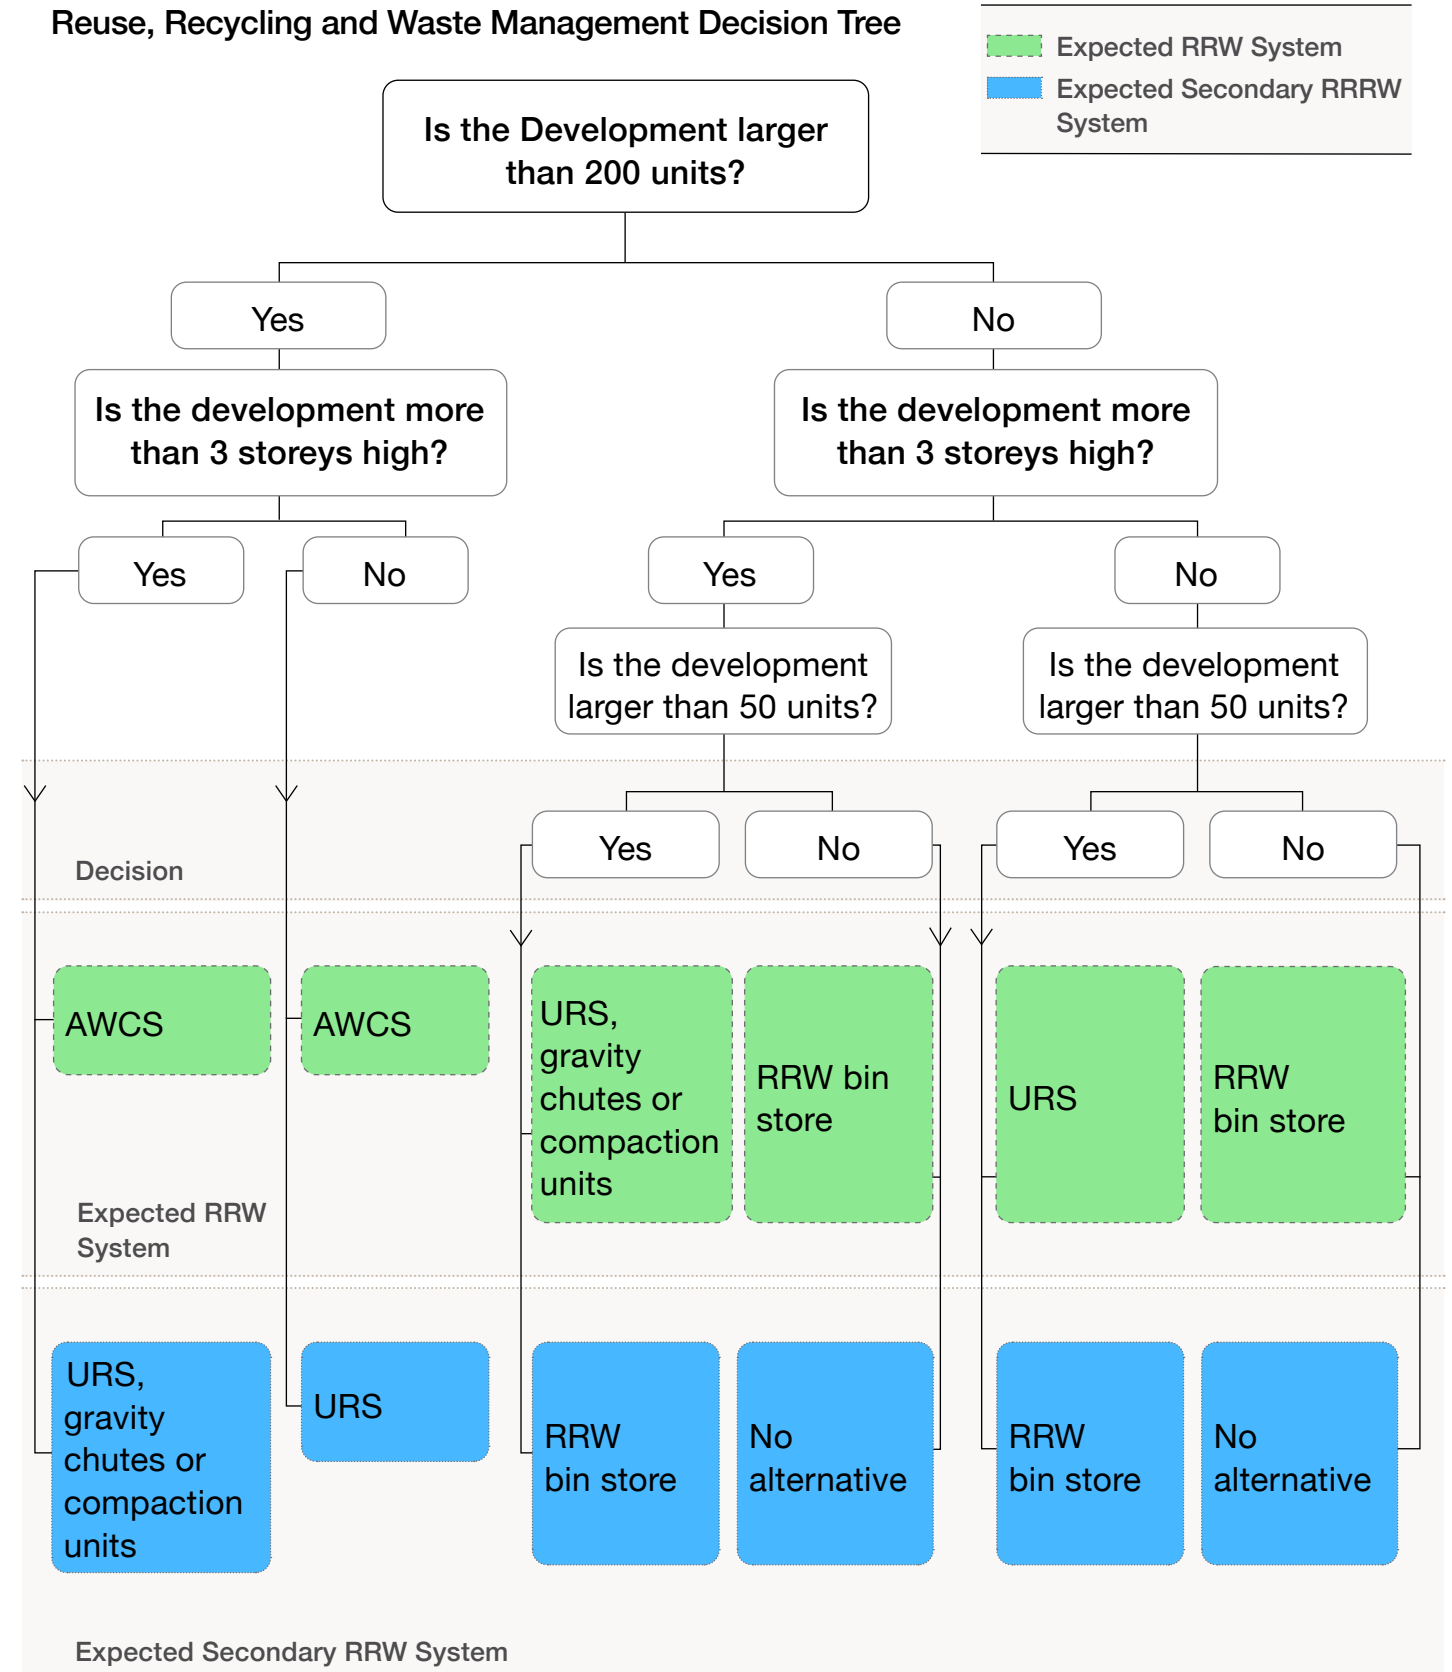 Reuse, Recycling and Waste Management Decision Tree
Expected RRW System
Expected Secondary RRRW
System
Is the Development larger
than 200 units?
Yes
No
Is the development more
than 3 storeys high?
Is the development more
than 3 storeys high?
Yes
No
Yes
No
Is the development
larger than 50 units?
Is the development
larger than 50 units?
Yes
No
Yes
No
Decision
AWCS
AWCS
URS,
gravity
chutes or
compaction
units
RRW bin
store
URS
RRW
bin store
Expected RRW
System
URS,
gravity
chutes or
compaction
units
URS
RRW
bin store
No
alternative
RRW
bin store
No
alternative
Expected Secondary RRW System